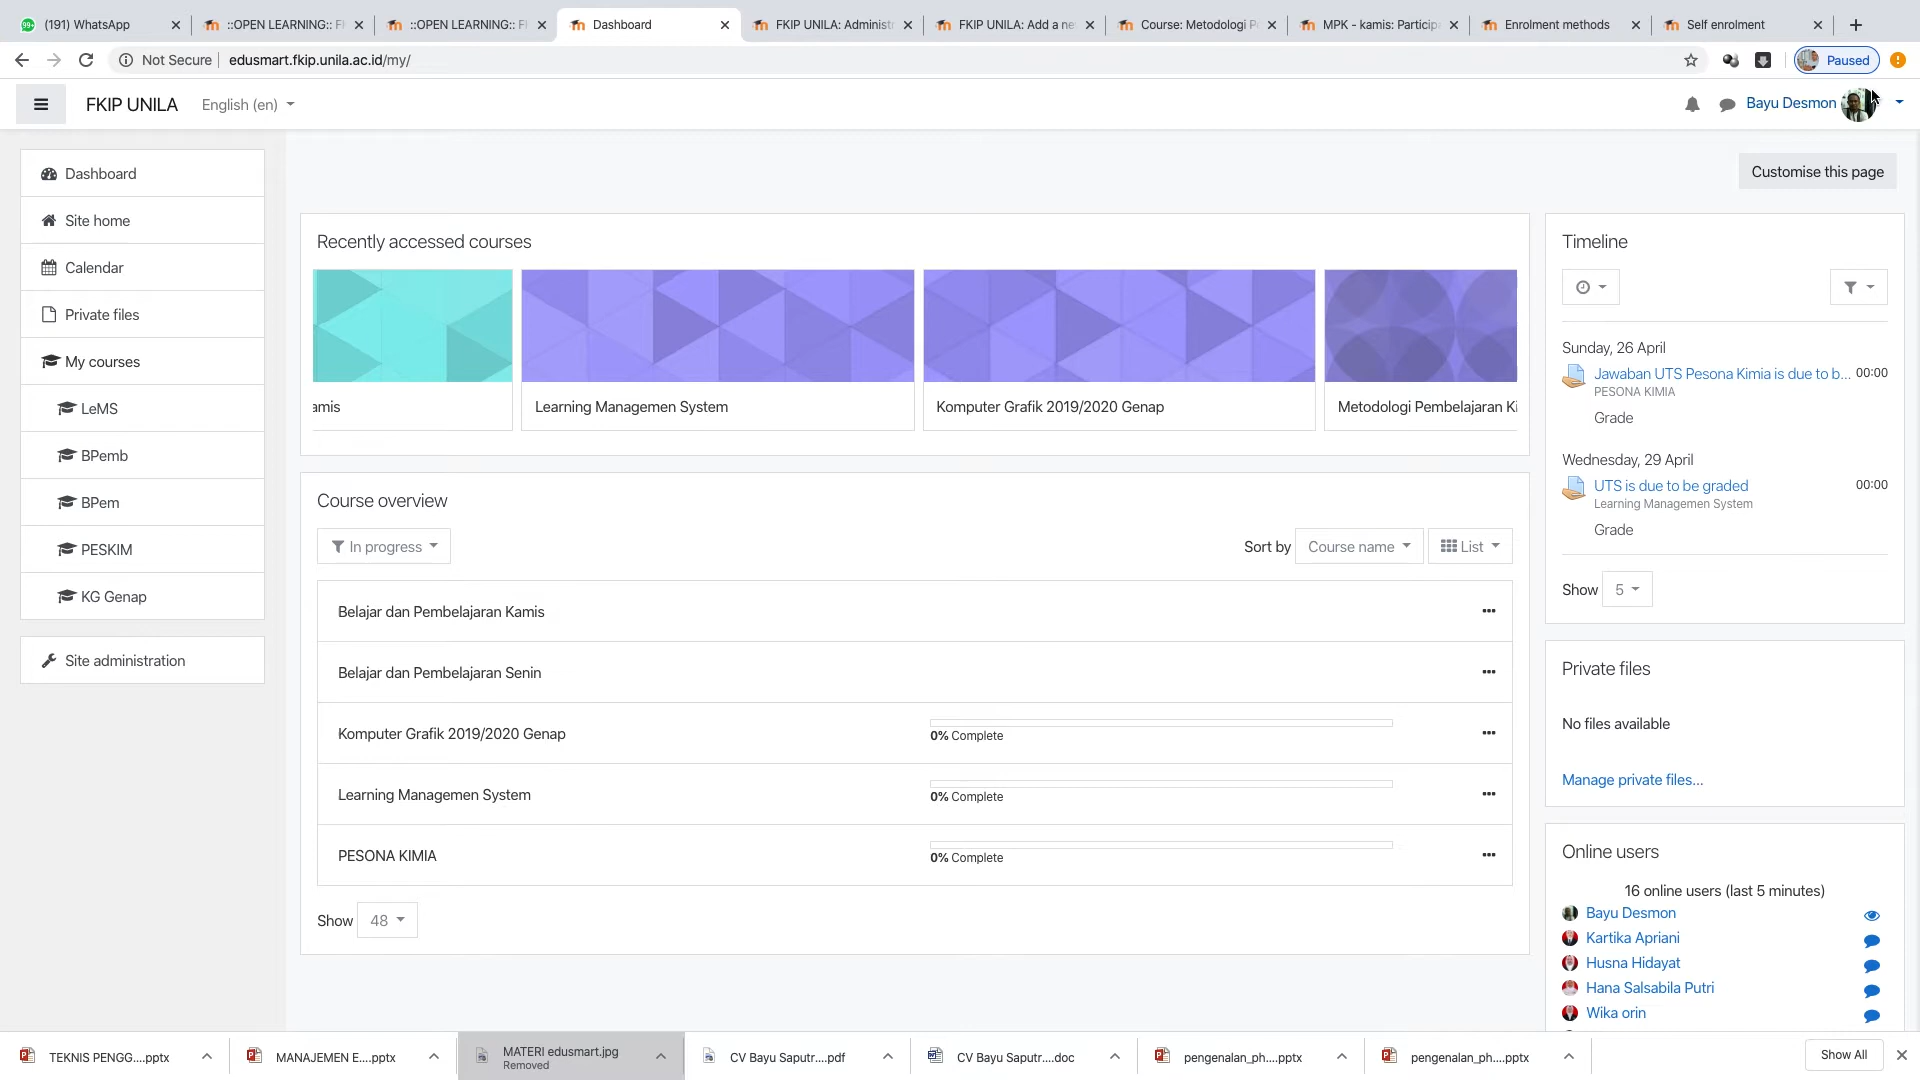 (191) WhatsApp
::OPEN LEARNING:: F
::OPEN LEARNING:: F
Dashboard
FKIP UNILA: Administ
FKIP UNILA: Add a ne
Course: Metodologi P
MPK - kamis: Particip
Enrolment methods
Self enrolment
Not Secure
edusmart.fkip.unila.ac.id/my/
Paused
FKIP UNILA
English (en)
Bayu Desmon
Dashboard
Site home
Calendar
Private files
My courses
LeMS
BPemb
BPem
PESKIM
KG Genap
Site administration
Customise this page
Recently accessed courses
amis
Learning Managemen System
Komputer Grafik 2019/2020 Genap
Metodologi Pembelajaran Ki
Course overview
In progress
Sort by
Course name
List
Belajar dan Pembelajaran Kamis
Belajar dan Pembelajaran Senin
Komputer Grafik 2019/2020 Genap
0% Complete
Learning Managemen System
0% Complete
PESONA KIMIA
0% Complete
Show 48
Timeline
Sunday, 26 April
Jawaban UTS Pesona Kimia is due to b... 00:00
PESONA KIMIA
Grade
Wednesday, 29 April
UTS is due to be graded 00:00
Learning Managemen System
Grade
Show 5
Private files
No files available
Manage private files...
Online users
16 online users (last 5 minutes)
Bayu Desmon
Kartika Apriani
Husna Hidayat
Hana Salsabila Putri
Wika orin
TEKNIS PENGG....pptx
MANAJEMEN E....pptx
MATERI edusmart.jpg
Removed
CV Bayu Saputr....pdf
CV Bayu Saputr....doc
pengenalan_ph....pptx
pengenalan_ph....pptx
Show All